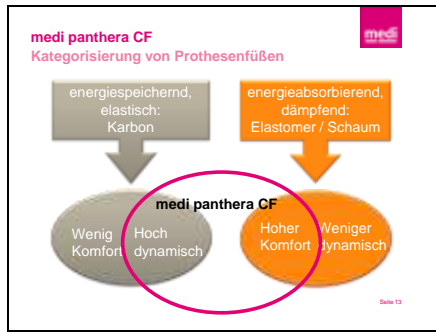 medi panthera CF
medi
Kategorisierung von Prothesenfüßen
energiespeichernd,
elastisch:
Karbon
energieabsorbierend,
dämpfend:
Elastomer / Schaum
medi panthera CF
Wenig
Komfort
Hoch
dynamisch
Hoher
Komfort
Weniger
dynamisch
Seite 13